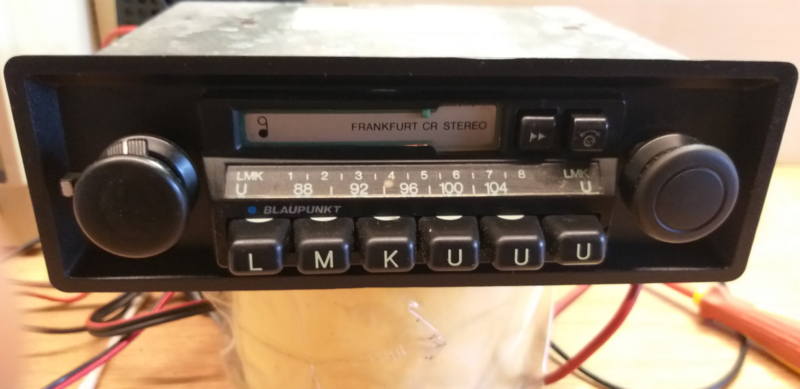 FRANKFURT CR STEREO
LMK 1 2 3 4 5 6 7 8 LMK
U 88 92 96 100 104 U
BLAUPUNKT
L M K U U U